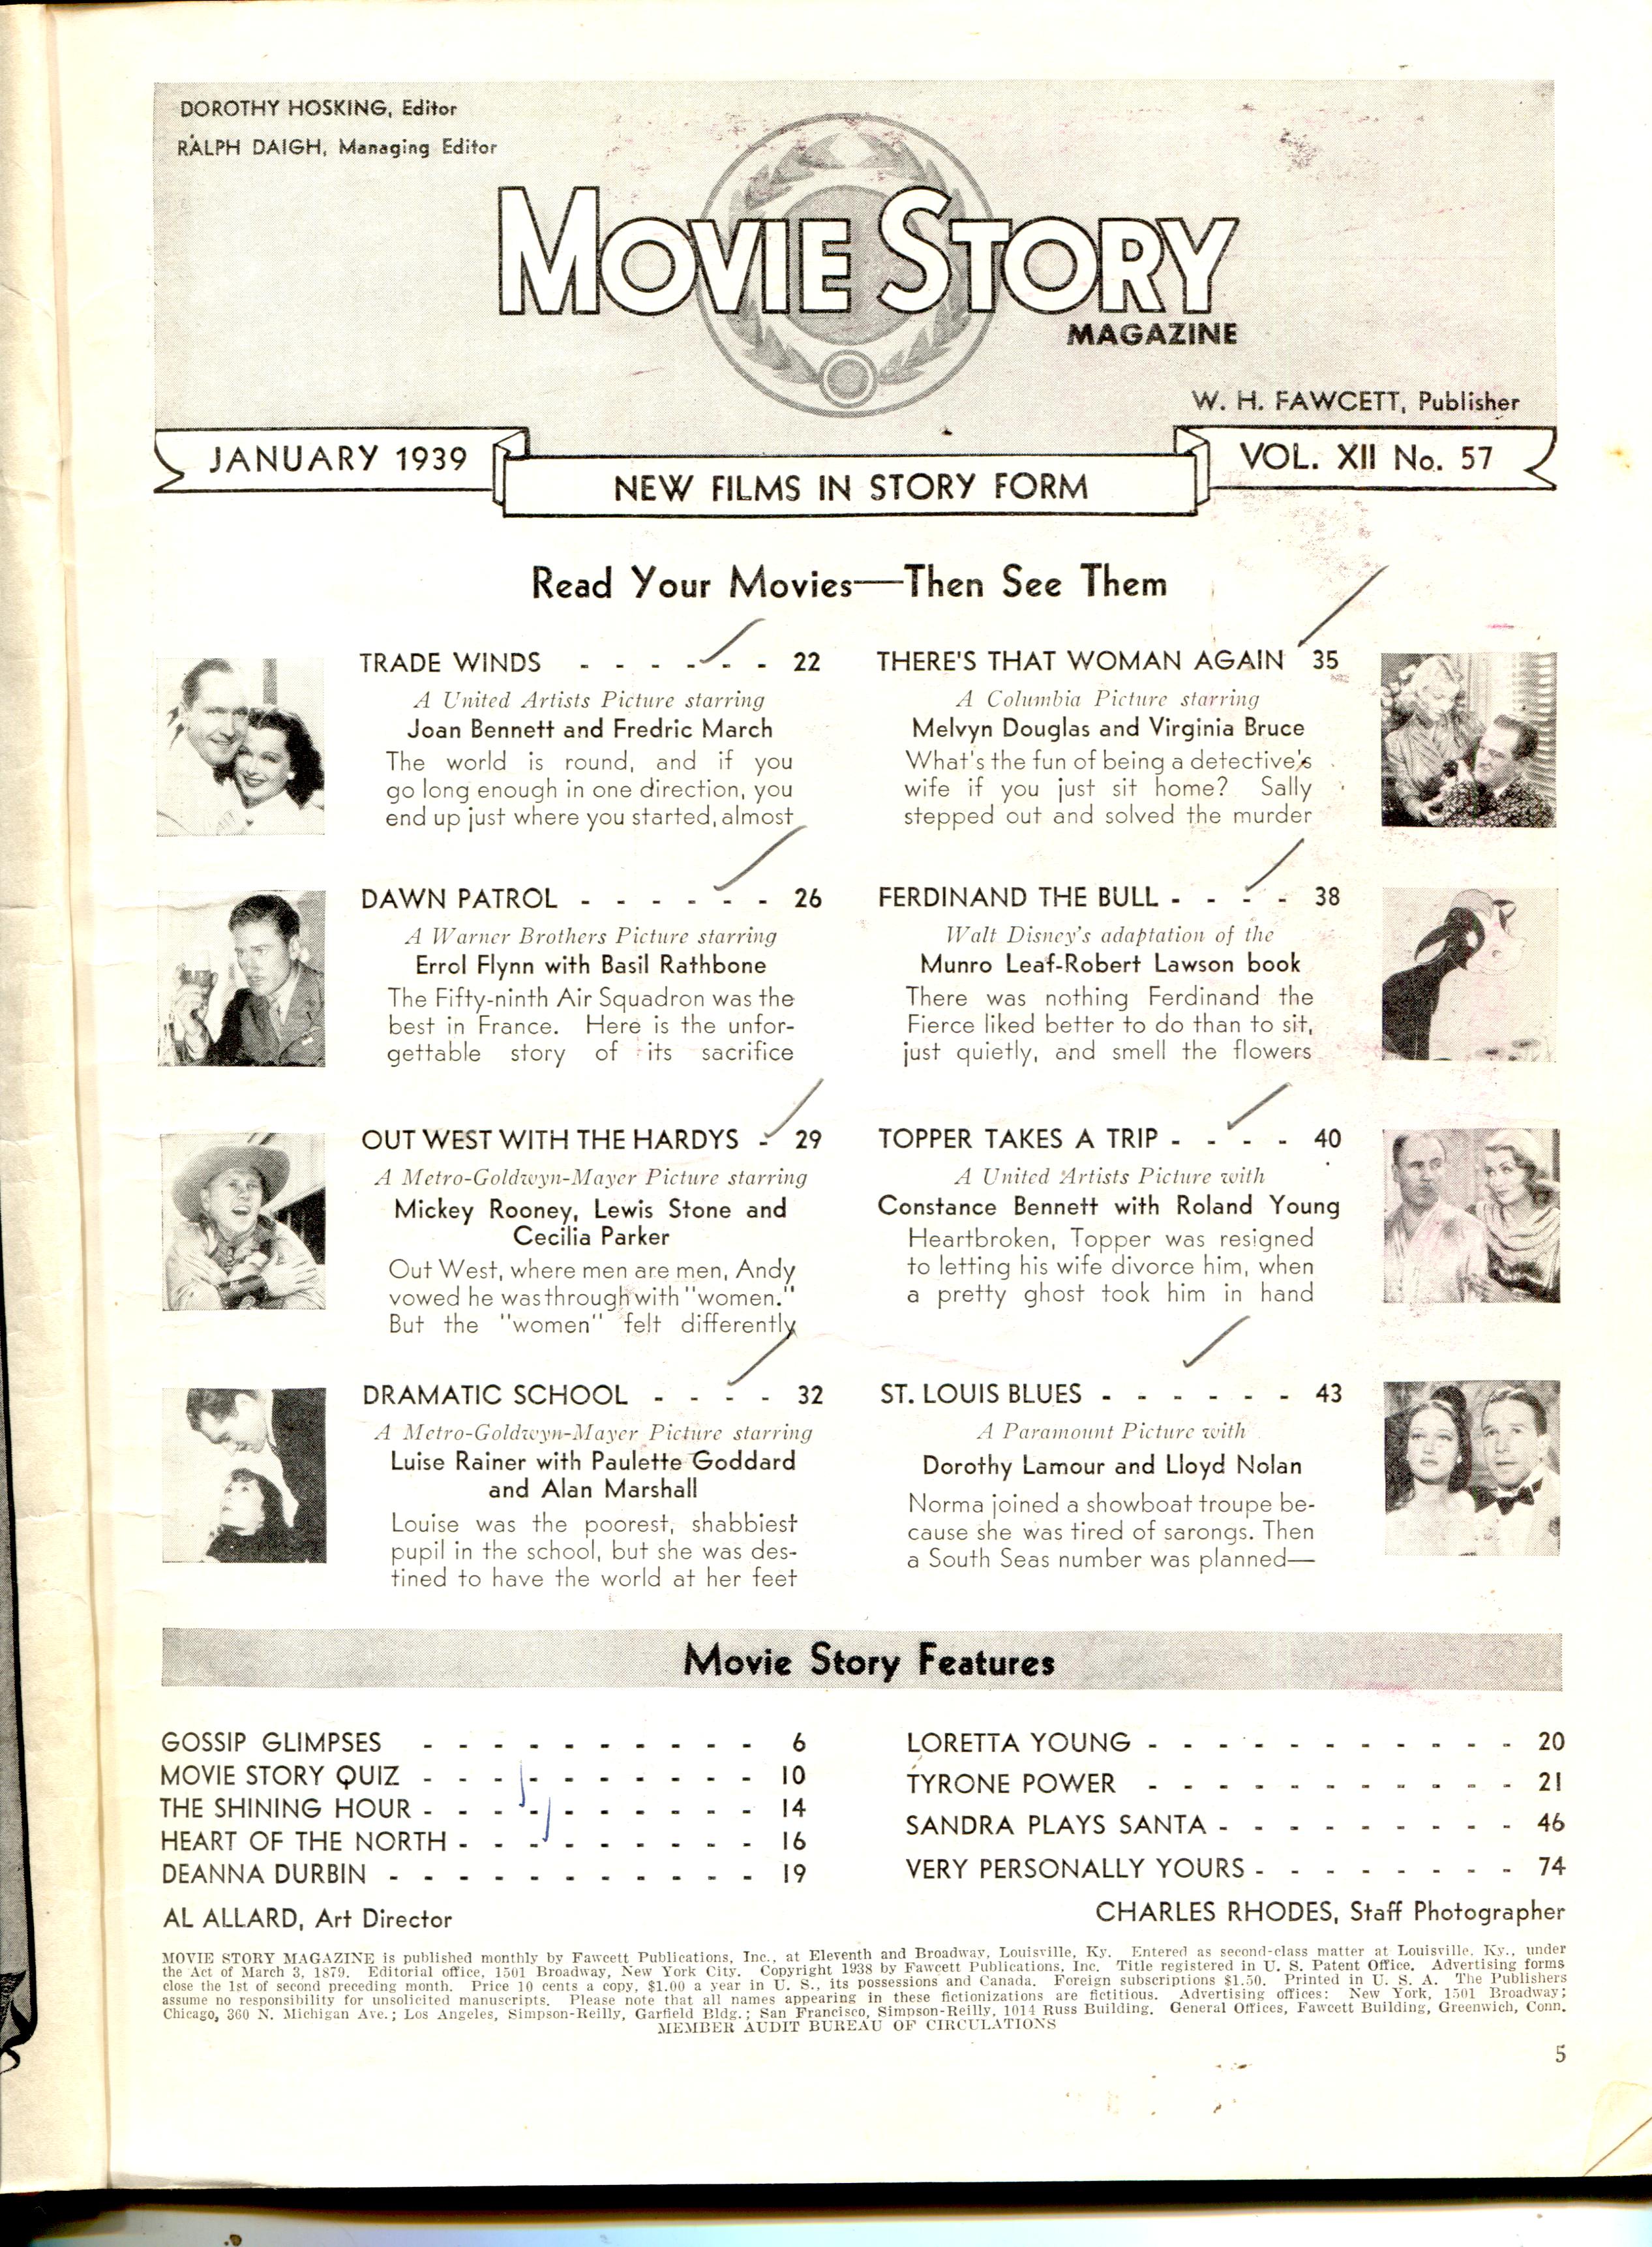 DOROTHY HOSKING, Editor
RALPH DAIGH, Managing Editor
MOVIE STORY
MAGAZINE
W. H. FAWCETT, Publisher
JANUARY 1939
VOL. XII No. 57
NEW FILMS IN STORY FORM
Read Your Movies—Then See Them
TRADE WINDS - - - - - - 22
A United Artists Picture starring
Joan Bennett and Fredric March
The world is round, and if you
go long enough in one direction, you
end up just where you started, almost
DAWN PATROL - - - - - - 26
A Warner Brothers Picture starring
Errol Flynn with Basil Rathbone
The Fifty-ninth Air Squadron was the
best in France. Here is the unfor-
gettable story of its sacrifice
OUT WEST WITH THE HARDYS - 29
A Metro-Goldwyn-Mayer Picture starring
Mickey Rooney, Lewis Stone and
Cecilia Parker
Out West, where men are men, Andy
vowed he was through with "women."
But the "women" felt differently
DRAMATIC SCHOOL - - - - 32
A Metro-Goldwyn-Mayer Picture starring
Luise Rainer with Paulette Goddard
and Alan Marshall
Louise was the poorest, shabbiest
pupil in the school, but she was des-
tined to have the world at her feet
THERE'S THAT WOMAN AGAIN 35
A Columbia Picture starring
Melvyn Douglas and Virginia Bruce
What's the fun of being a detective's
wife if you just sit home? Sally
stepped out and solved the murder
FERDINAND THE BULL - - - - 38
Walt Disney's adaptation of the
Munro Leaf-Robert Lawson book
There was nothing Ferdinand the
Fierce liked better to do than to sit,
just quietly, and smell the flowers
TOPPER TAKES A TRIP - - - - 40
A United Artists Picture with
Constance Bennett with Roland Young
Heartbroken, Topper was resigned
to letting his wife divorce him, when
a pretty ghost took him in hand
ST. LOUIS BLUES - - - - - - 43
A Paramount Picture with
Dorothy Lamour and Lloyd Nolan
Norma joined a showboat troupe be-
cause she was tired of sarongs. Then
a South Seas number was planned—
Movie Story Features
GOSSIP GLIMPSES - - - - - - - - - - 6
MOVIE STORY QUIZ - - - - - - - - - - 10
THE SHINING HOUR - - - - - - - - - - 14
HEART OF THE NORTH - - - - - - - - - 16
DEANNA DURBIN - - - - - - - - - - - 19
LORETTA YOUNG - - - - - - - - - - - 20
TYRONE POWER - - - - - - - - - - - 21
SANDRA PLAYS SANTA - - - - - - - - - 46
VERY PERSONALLY YOURS - - - - - - - - 74
AL ALLARD, Art Director
CHARLES RHODES, Staff Photographer
MOVIE STORY MAGAZINE is published monthly by Fawcett Publications, Inc., at Eleventh and Broadway, Louisville, Ky. Entered as second-class matter at Louisville, Ky., under
the Act of March 3, 1879. Editorial office, 1501 Broadway, New York City. Copyright 1938 by Fawcett Publications, Inc. Title registered in U. S. Patent Office. Advertising forms
close the 1st of second preceding month. Price 10 cents a copy, $1.00 a year in U. S., its possessions and Canada. Foreign subscriptions $1.50. Printed in U. S. A. The Publishers
assume no responsibility for unsolicited manuscripts. Please note that all names appearing in these fictionizations are fictitious. Advertising offices: New York, 1501 Broadway;
Chicago, 360 N. Michigan Ave.; Los Angeles, Simpson-Reilly, Garfield Bldg.; San Francisco, Simpson-Reilly, 1014 Russ Building. General Offices, Fawcett Building, Greenwich, Conn.
MEMBER AUDIT BUREAU OF CIRCULATIONS
5